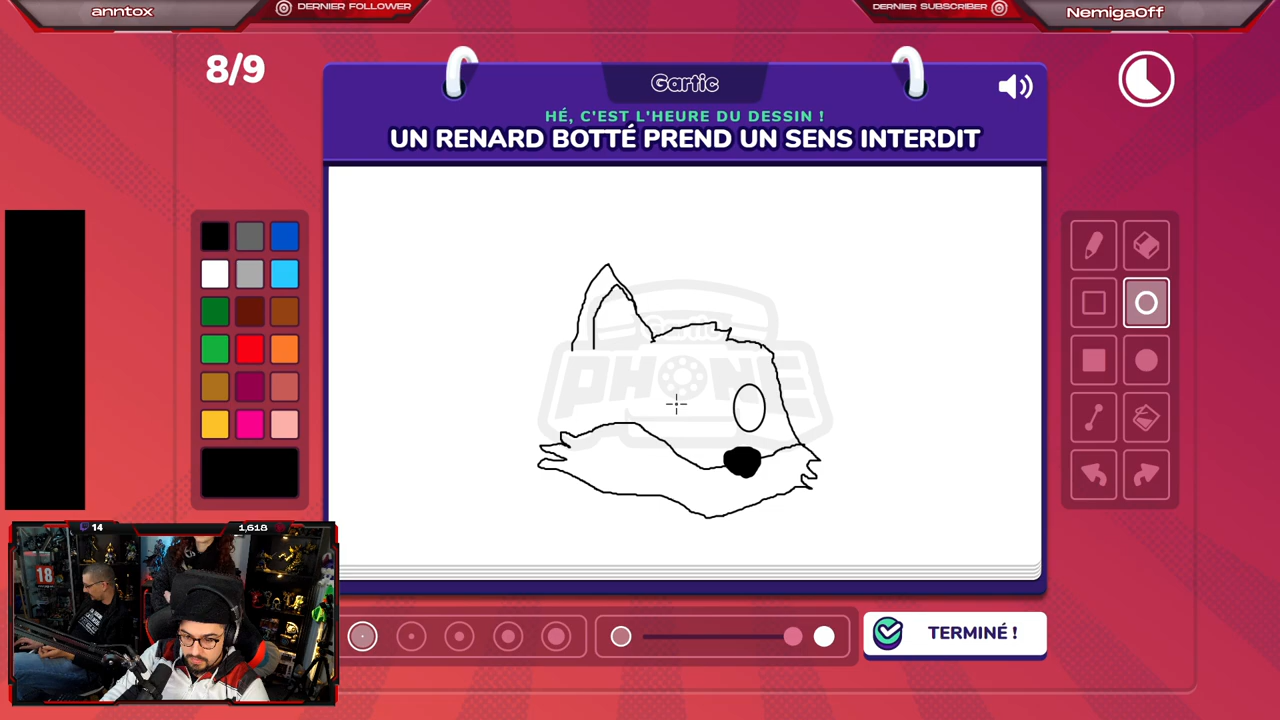 anntox
DERNIER FOLLOWER
DERNIER SUBSCRIBER
NemigaOff
8/9
Gartic
HÉ, C'EST L'HEURE DU DESSIN !
UN RENARD BOTTÉ PREND UN SENS INTERDIT
Gartic
PHONE
14
1,618
18
TERMINÉ !